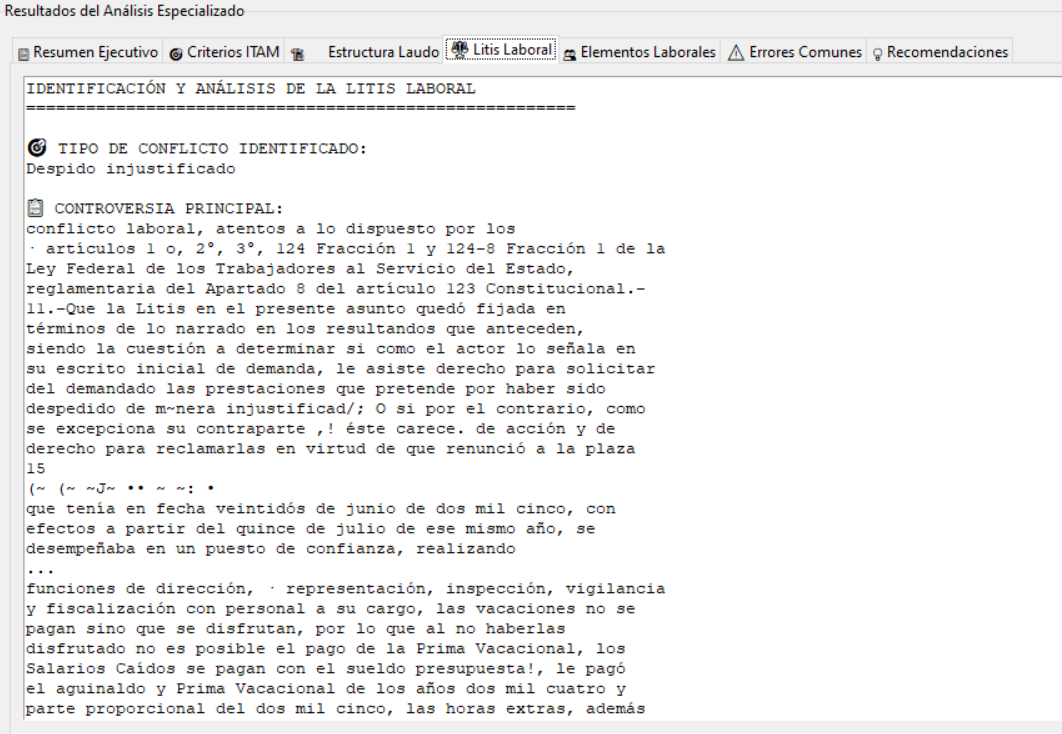 Resultados del Análisis Especializado
Resumen Ejecutivo Criterios ITAM Estructura Laudo Litis Laboral Elementos Laborales Errores Comunes Recomendaciones
IDENTIFICACIÓN Y ANÁLISIS DE LA LITIS LABORAL
=======================================================
TIPO DE CONFLICTO IDENTIFICADO:
Despido injustificado
CONTROVERSIA PRINCIPAL:
conflicto laboral, atentos a lo dispuesto por los
· artículos 1 o, 2°, 3°, 124 Fracción 1 y 124-8 Fracción 1 de la
Ley Federal de los Trabajadores al Servicio del Estado,
reglamentaria del Apartado 8 del artículo 123 Constitucional.-
11.-Que la Litis en el presente asunto quedó fijada en
términos de lo narrado en los resultandos que anteceden,
siendo la cuestión a determinar si como el actor lo señala en
su escrito inicial de demanda, le asiste derecho para solicitar
del demandado las prestaciones que pretende por haber sido
despedido de m~nera injustificad/; O si por el contrario, como
se excepciona su contraparte ,! éste carece. de acción y de
derecho para reclamarlas en virtud de que renunció a la plaza
15
(~ (~ ~J~ •• ~ ~: •
que tenía en fecha veintidós de junio de dos mil cinco, con
efectos a partir del quince de julio de ese mismo año, se
desempeñaba en un puesto de confianza, realizando
...
funciones de dirección, · representación, inspección, vigilancia
y fiscalización con personal a su cargo, las vacaciones no se
pagan sino que se disfrutan, por lo que al no haberlas
disfrutado no es posible el pago de la Prima Vacacional, los
Salarios Caídos se pagan con el sueldo presupuesta!, le pagó
el aguinaldo y Prima Vacacional de los años dos mil cuatro y
parte proporcional del dos mil cinco, las horas extras, además